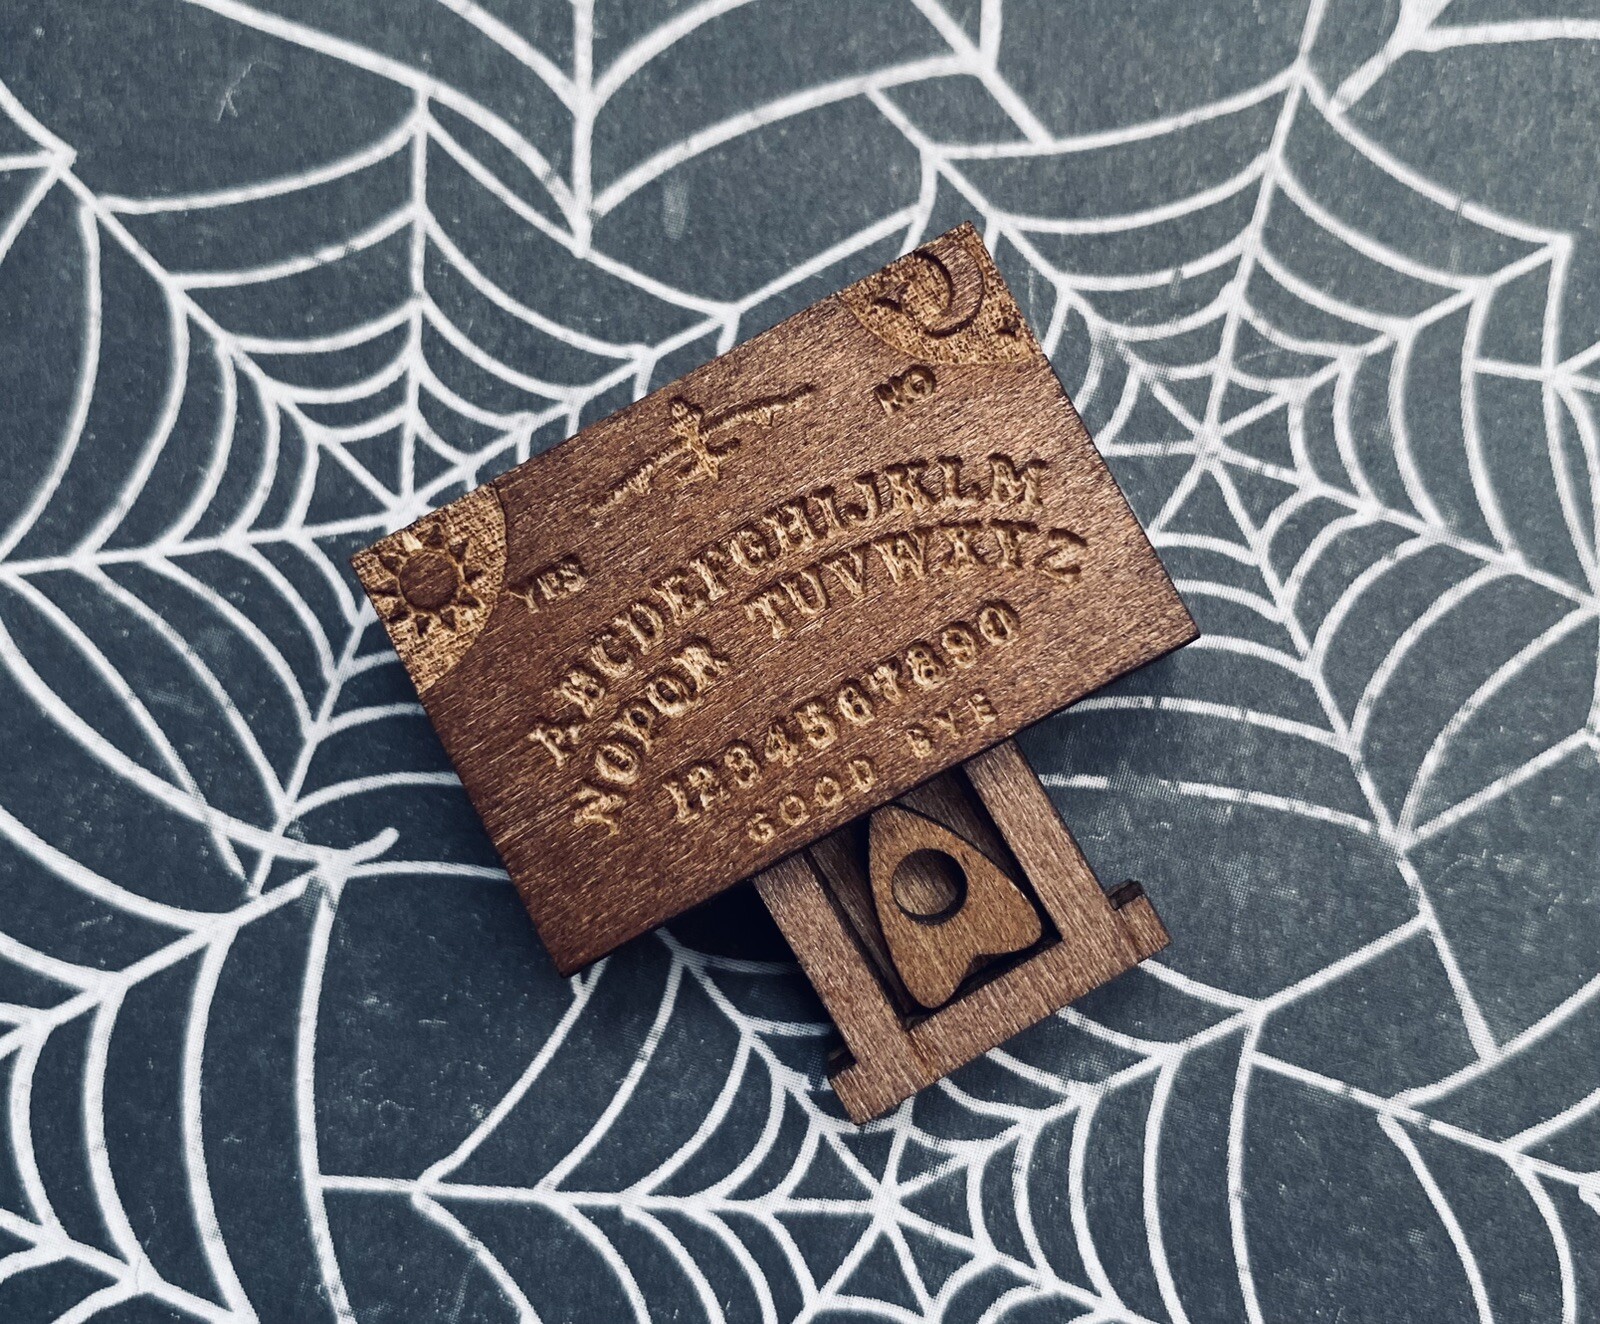 YES NO
ABCDEFGHIJKLM
NOPQR TUVWXYZ
1234567890
GOOD BYE